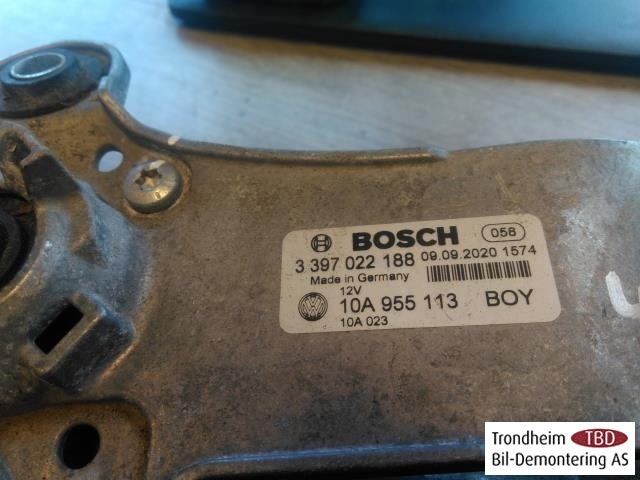 BOSCH 058
3 397 022 188 09.09.2020 1574
Made in Germany
12V
10A 955 113 BOY
10A 023
Trondheim TBD
Bil-Demontering AS